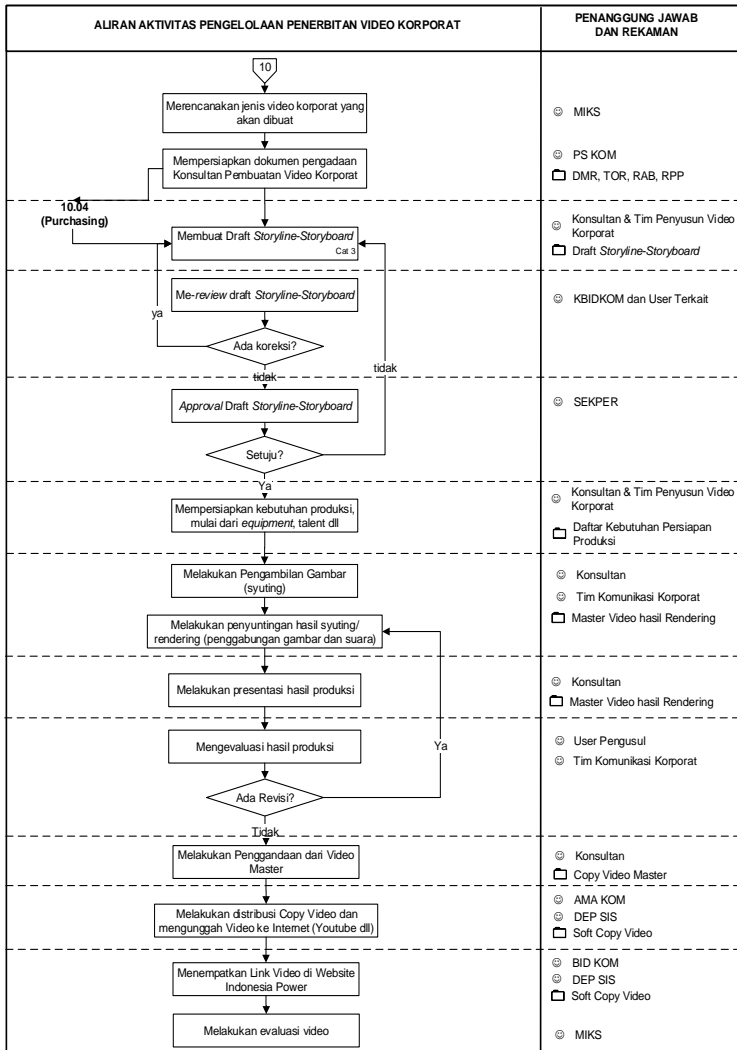 ALIRAN AKTIVITAS PENGELOLAAN PENERBITAN VIDEO KORPORAT
PENANGGUNG JAWAB
DAN REKAMAN
10
Merencanakan jenis video korporat yang
akan dibuat
MIKS
Mempersiapkan dokumen pengadaan
Konsultan Pembuatan Video Korporat
PS KOM
DMR, TOR, RAB, RPP
10.04
(Purchasing)
Membuat Draft Storyline-Storyboard
Cat 3
Konsultan & Tim Penyusun Video
Korporat
Draft Storyline-Storyboard
Me-review draft Storyline-Storyboard
ya
KBIDKOM dan User Terkait
Ada koreksi?
tidak
tidak
Approval Draft Storyline-Storyboard
SEKPER
Setuju?
Ya
Mempersiapkan kebutuhan produksi,
mulai dari equipment, talent dll
Konsultan & Tim Penyusun Video
Korporat
Daftar Kebutuhan Persiapan
Produksi
Melakukan Pengambilan Gambar
(syuting)
Konsultan
Tim Komunikasi Korporat
Melakukan penyuntingan hasil syuting/
rendering (penggabungan gambar dan suara)
Master Video hasil Rendering
Melakukan presentasi hasil produksi
Konsultan
Master Video hasil Rendering
Mengevaluasi hasil produksi
Ya
User Pengusul
Tim Komunikasi Korporat
Ada Revisi?
Tidak
Melakukan Penggandaan dari Video
Master
Konsultan
Copy Video Master
Melakukan distribusi Copy Video dan
mengunggah Video ke Internet (Youtube dll)
AMA KOM
DEP SIS
Soft Copy Video
Menempatkan Link Video di Website
Indonesia Power
BID KOM
DEP SIS
Soft Copy Video
Melakukan evaluasi video
MIKS